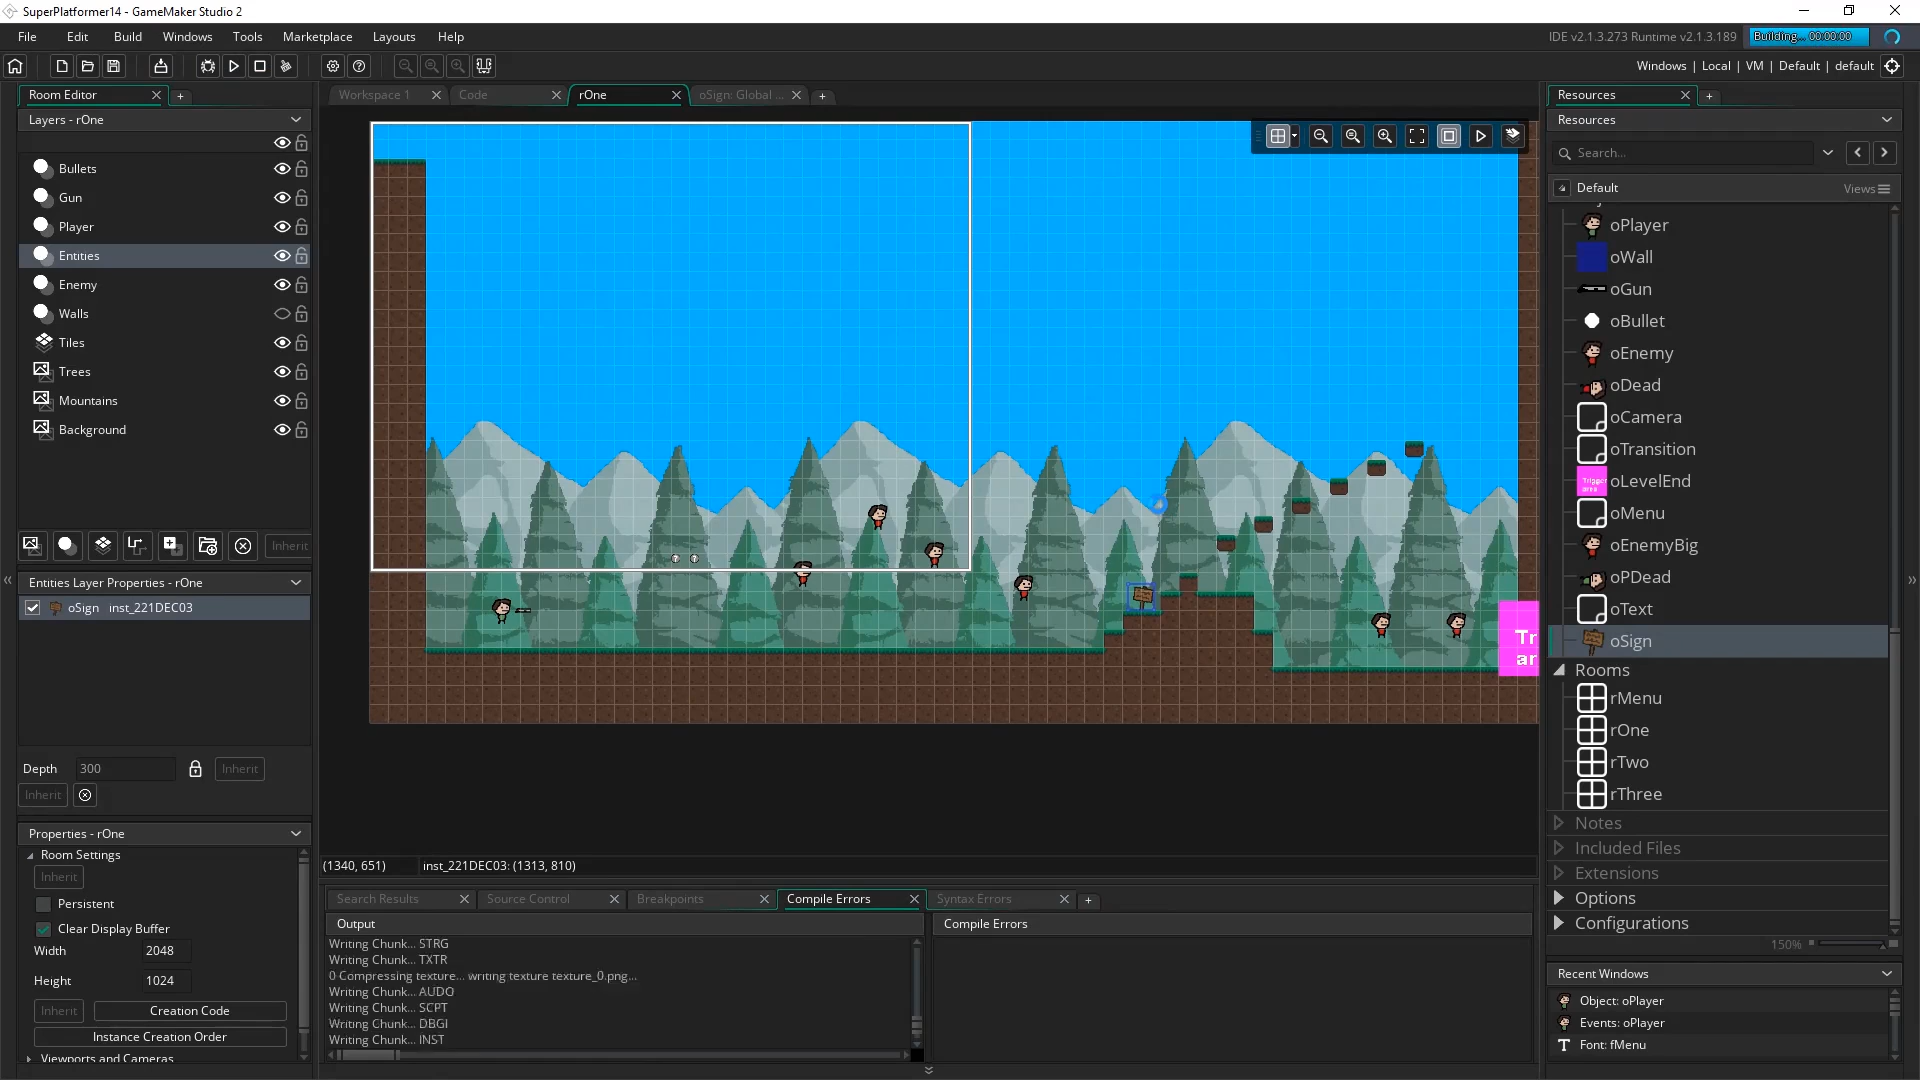 SuperPlatformer14 - GameMaker Studio 2
File Edit Build Windows Tools Marketplace Layouts Help
IDE v2.1.3.273 Runtime v2.1.3.189 Building... 00:00:00
Windows | Local | VM | Default | default
Room Editor
Workspace 1 Code rOne oSign: Global ...
Resources
Layers - rOne
Resources
Bullets
Gun
Player
Entities
Enemy
Walls
Tiles
Trees
Mountains
Background
Inherit
Entities Layer Properties - rOne
oSign inst_221DEC03
Depth 300 Inherit
Inherit
Properties - rOne
Room Settings
Inherit
Persistent
Clear Display Buffer
Width 2048
Height 1024
Inherit Creation Code
Instance Creation Order
Viewports and Cameras
Tr
ar
(1340, 651) inst_221DEC03: (1313, 810)
Search Results Source Control Breakpoints Compile Errors Syntax Errors
Output
Compile Errors
Writing Chunk... STRG
Writing Chunk... TXTR
0 Compressing texture... writing texture texture_0.png...
Writing Chunk... AUDO
Writing Chunk... SCPT
Writing Chunk... DBGI
Writing Chunk... INST
Search...
Default Views
oPlayer
oWall
oGun
oBullet
oEnemy
oDead
oCamera
oTransition
Trigger
area
oLevelEnd
oMenu
oEnemyBig
oPDead
oText
oSign
Rooms
rMenu
rOne
rTwo
rThree
Notes
Included Files
Extensions
Options
Configurations
150%
Recent Windows
Object: oPlayer
Events: oPlayer
Font: fMenu